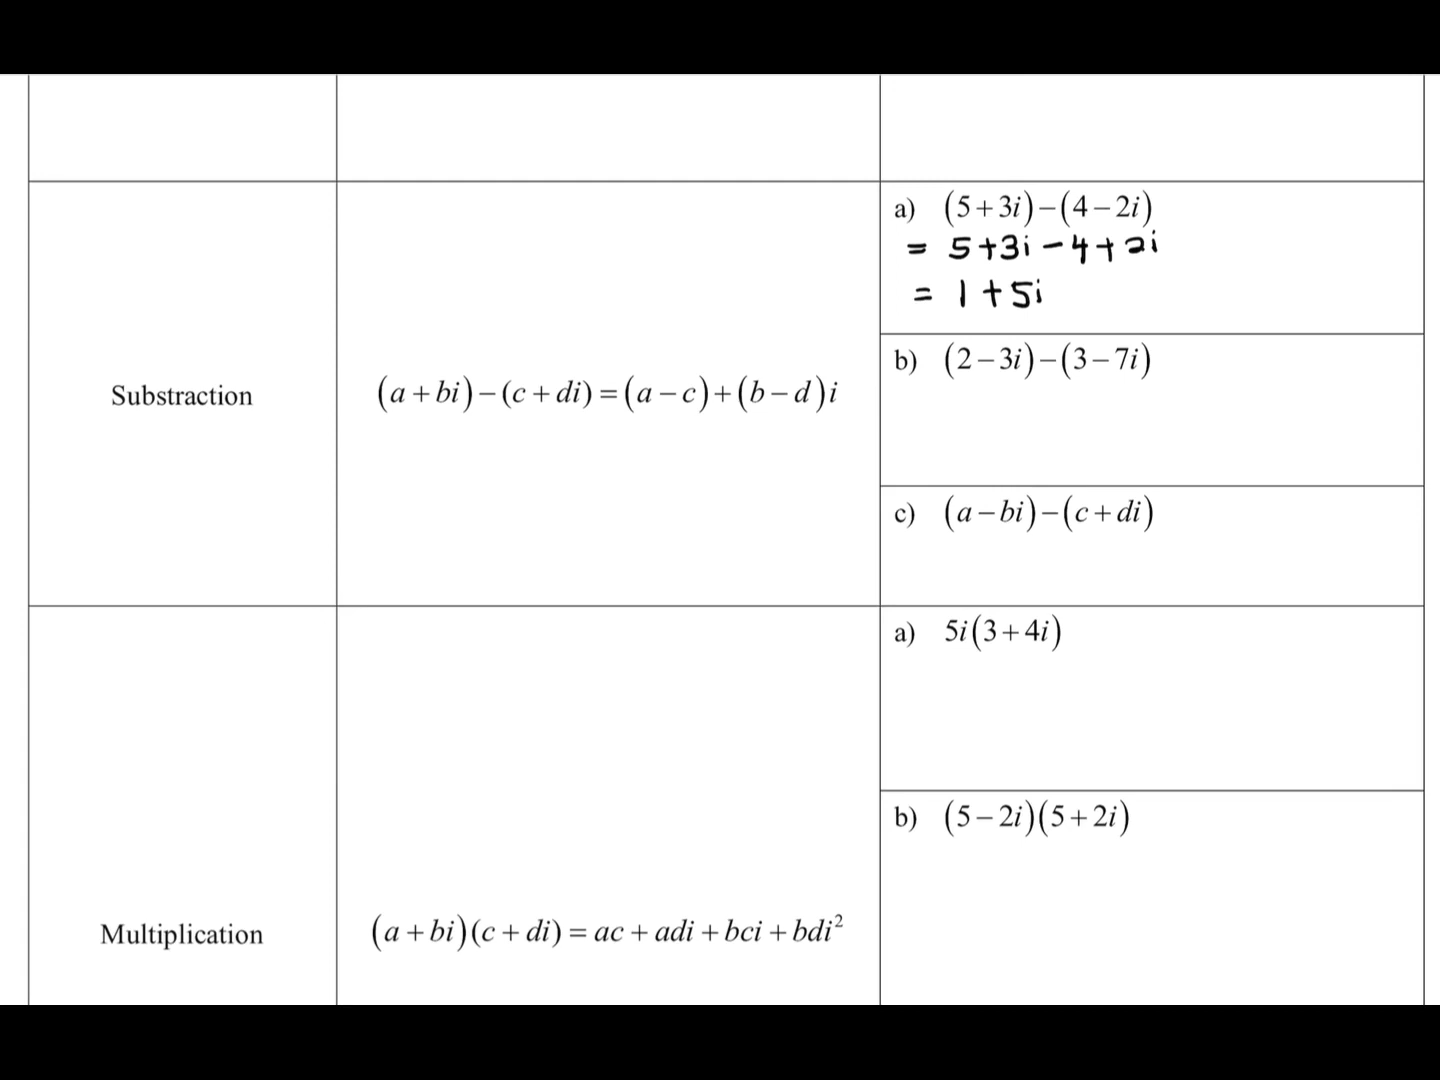 a) (5+3i)−(4−2i)
= 5+3i−4+2i
= 1+5i
b) (2−3i)−(3−7i)
Substraction
(a+bi)−(c+di)=(a−c)+(b−d)i
c) (a−bi)−(c+di)
a) 5i(3+4i)
b) (5−2i)(5+2i)
Multiplication
(a+bi)(c+di)=ac+adi+bci+bdi²